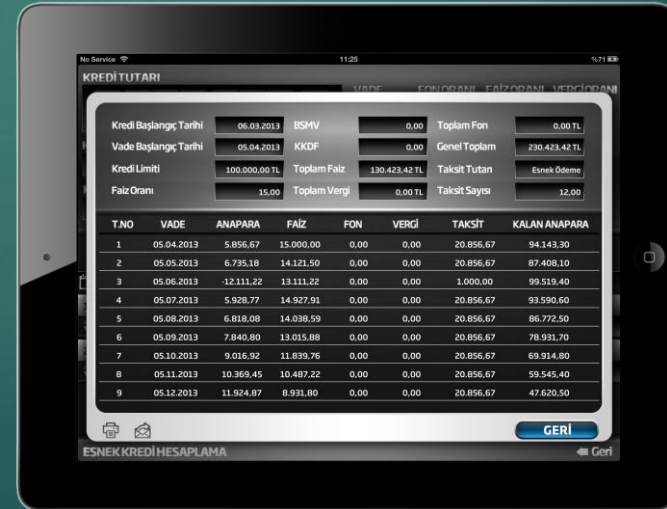 No Service 11:25 %71
KREDİ TUTARI
VADE FON ORANI FAİZ ORANI VERGİ ORANI
Kredi Başlangıç Tarihi 06.03.2013 BSMV 0,00 Toplam Fon 0,00 TL
Vade Başlangıç Tarihi 05.04.2013 KKDF 0,00 Genel Toplam 230.423,42 TL
Kredi Limiti 100.000,00 TL Toplam Faiz 130.423,42 TL Taksit Tutarı Esnek Ödeme
Faiz Oranı 15,00 Toplam Vergi 0,00 TL Taksit Sayısı 12,00
T.NO VADE ANAPARA FAİZ FON VERGİ TAKSİT KALAN ANAPARA
1 05.04.2013 5.856,67 15.000,00 0,00 0,00 20.856,67 94.143,30
2 05.05.2013 6.735,18 14.121,50 0,00 0,00 20.856,67 87.408,10
3 05.06.2013 -12.111,22 13.111,22 0,00 0,00 1.000,00 99.519,40
4 05.07.2013 5.928,77 14.927,91 0,00 0,00 20.856,67 93.590,60
5 05.08.2013 6.818,08 14.038,59 0,00 0,00 20.856,67 86.772,50
6 05.09.2013 7.840,80 13.015,88 0,00 0,00 20.856,67 78.931,70
7 05.10.2013 9.016,92 11.839,76 0,00 0,00 20.856,67 69.914,80
8 05.11.2013 10.369,45 10.487,22 0,00 0,00 20.856,67 59.545,40
9 05.12.2013 11.924,87 8.931,80 0,00 0,00 20.856,67 47.620,50
GERİ
ESNEK KREDİ HESAPLAMA Geri